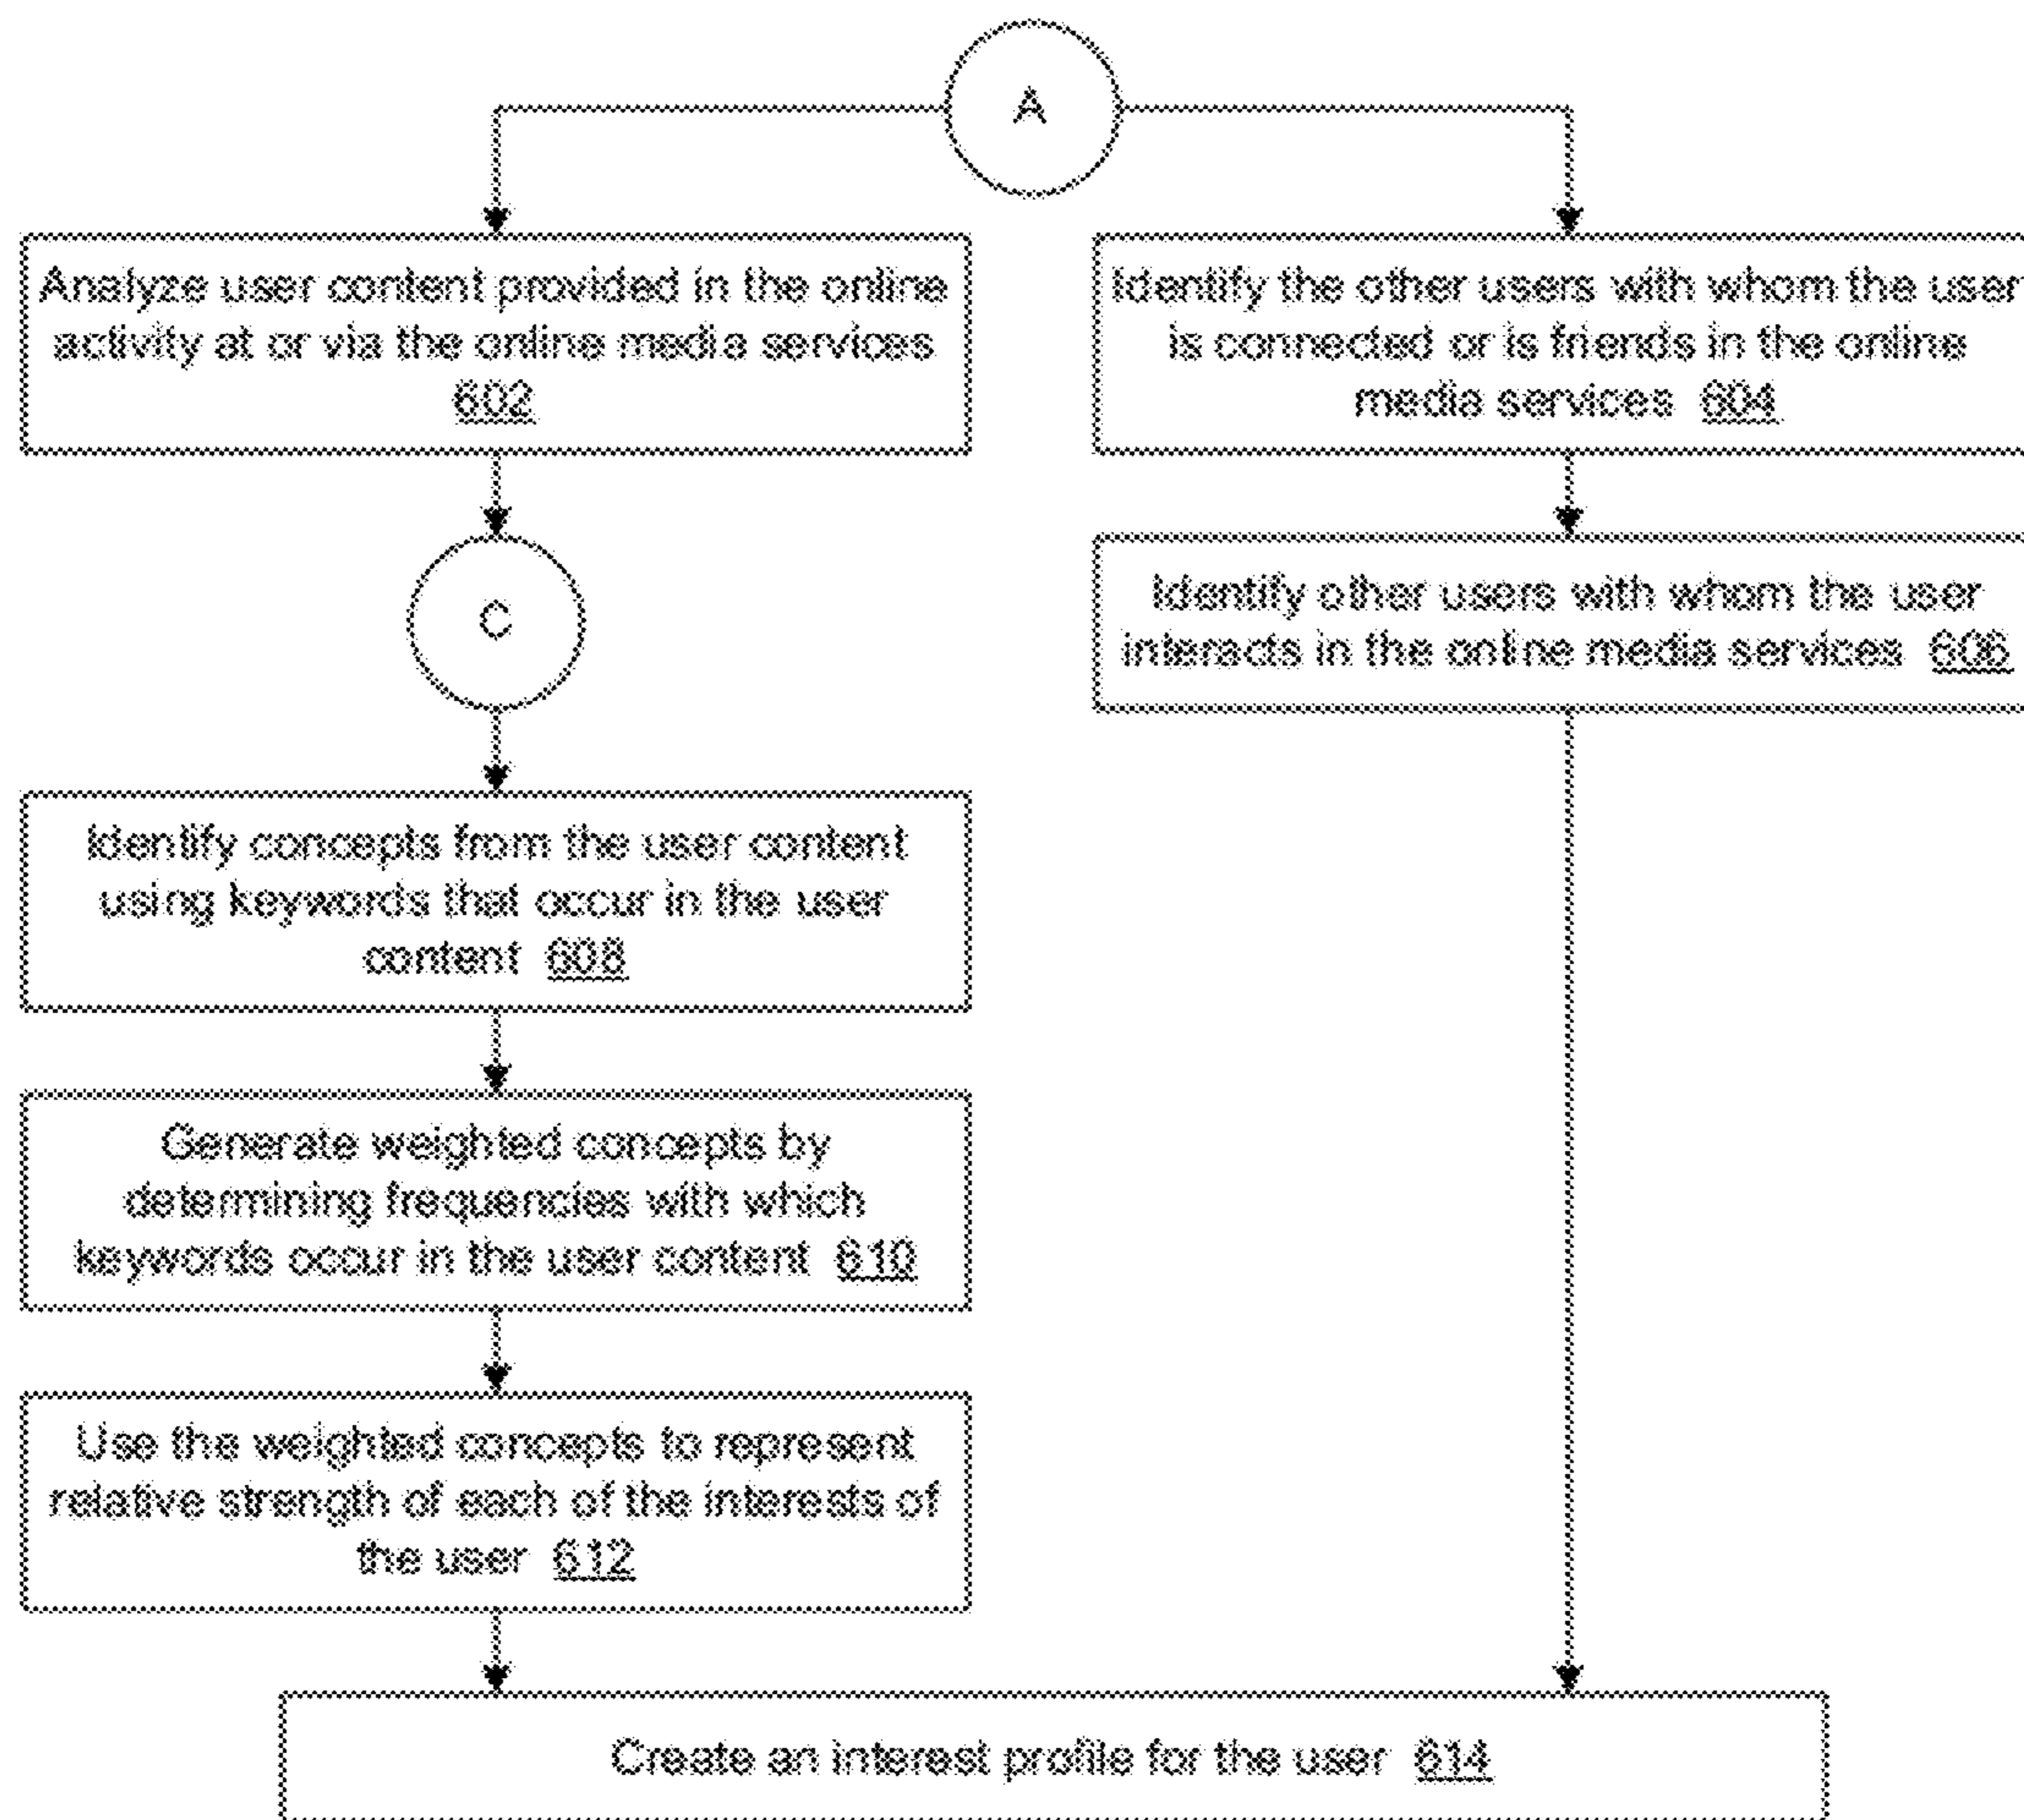 A
Analyze user content provided in the online
activity at or via the online media services
602
Identify the other users with whom the user
is connected or is friends in the online
media services 604
C
Identify other users with whom the user
interacts in the online media services 606
Identify concepts from the user content
using keywords that occur in the user
content 608
Generate weighted concepts by
determining frequencies with which
keywords occur in the user content 610
Use the weighted concepts to represent
relative strength of each of the interests of
the user 612
Create an interest profile for the user 614